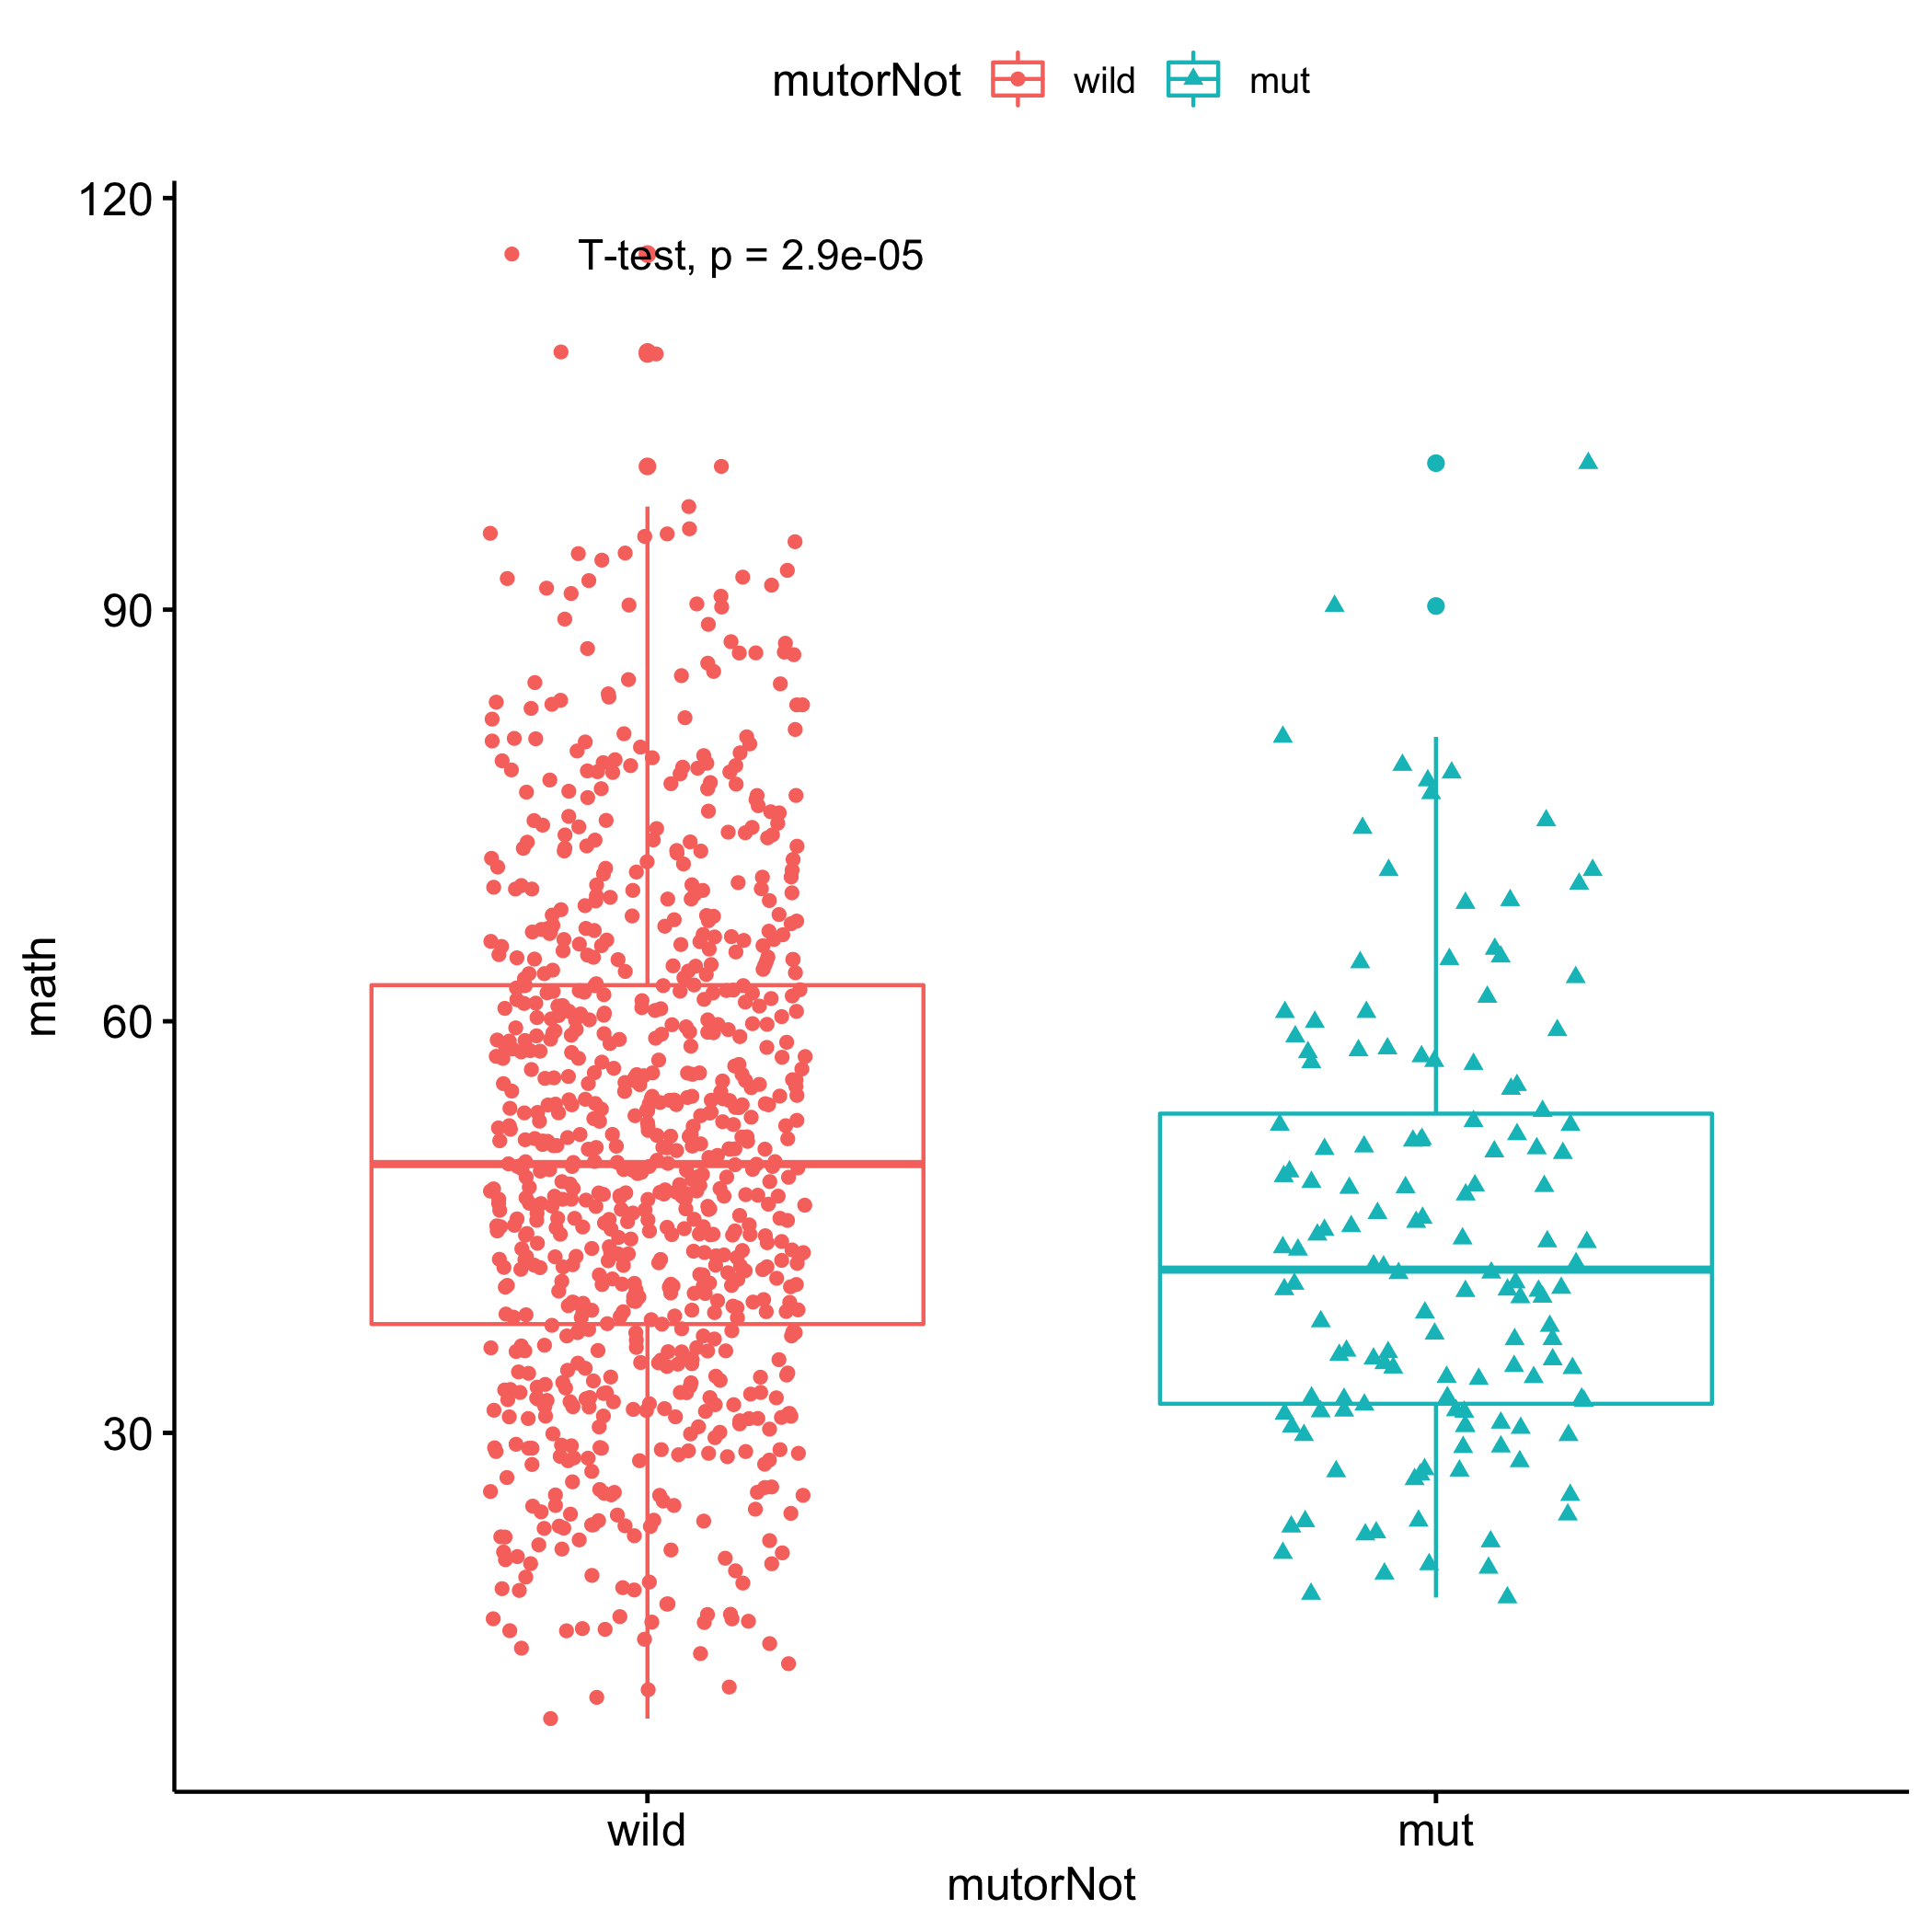 mutorNot wild mut
120
T-test, p = 2.9e-05
90
60
30
math
wild mut
mutorNot